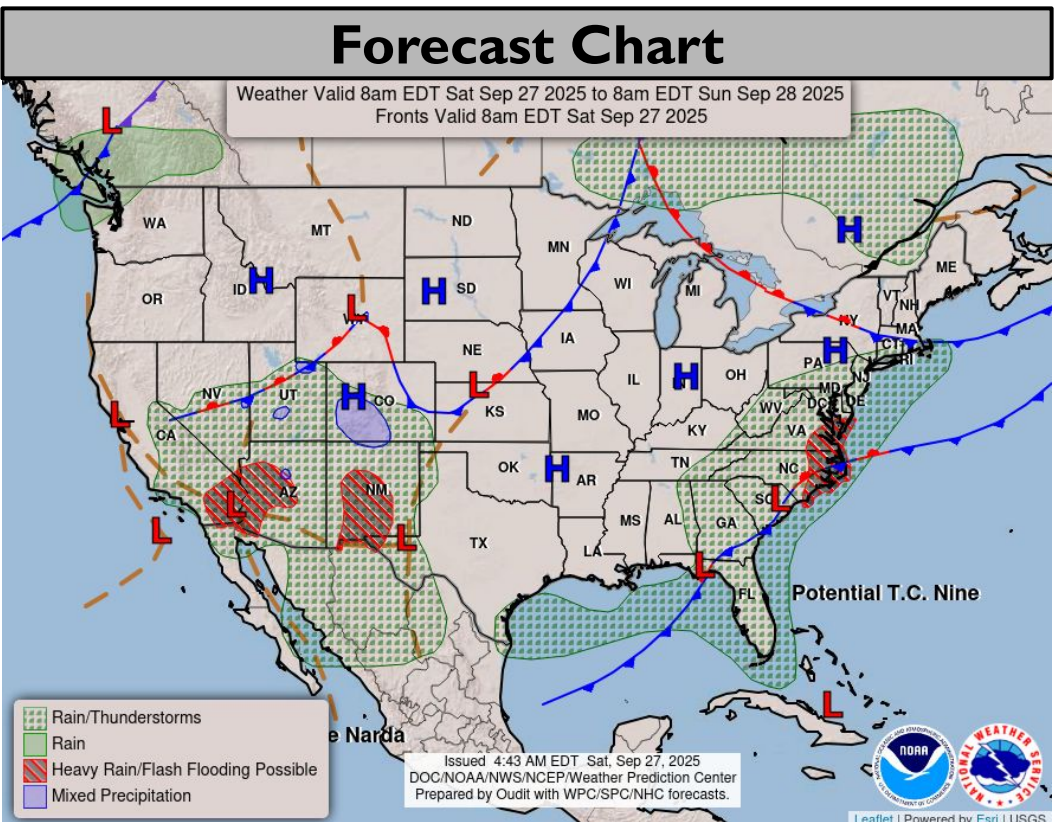 Forecast Chart
Weather Valid 8am EDT Sat Sep 27 2025 to 8am EDT Sun Sep 28 2025
Fronts Valid 8am EDT Sat Sep 27 2025
L
H
WA
MT
ND
MN
ME
OR
ID H
H SD
WI
MI
VT NH
L
NY
MA
CT
RI
NE
IA
H
PA
NJ
NV
UT
H CO
L
KS
IL
H
OH
MD
DE
DC
WV
VA
L
CA
MO
KY
AZ
NM
OK
H
AR
TN
NC
L
L
L
L
TX
MS
AL
GA
SC
L
LA
L
FL
Potential T.C. Nine
L
e Narda
Rain/Thunderstorms
Rain
Heavy Rain/Flash Flooding Possible
Mixed Precipitation
Issued 4:43 AM EDT Sat, Sep 27, 2025
DOC/NOAA/NWS/NCEP/Weather Prediction Center
Prepared by Oudit with WPC/SPC/NHC forecasts.
NOAA
NATIONAL WEATHER SERVICE
Leaflet | Powered by Esri | USGS